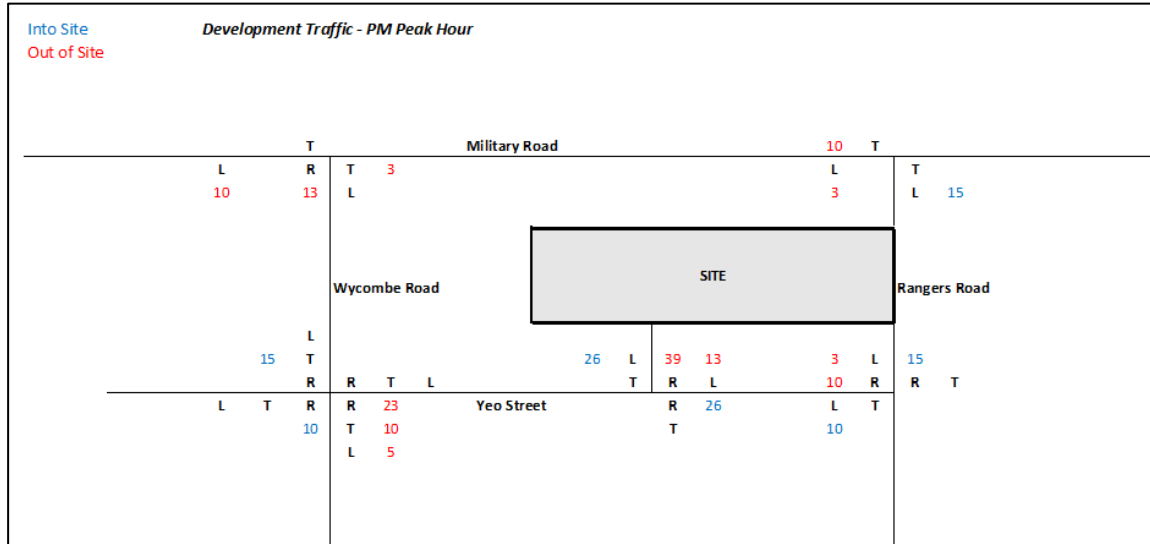 Into Site Development Traffic - PM Peak Hour
Out of Site
T Military Road 10 T
L R T 3 L T
10 13 L 3 L 15
SITE
Wycombe Road Rangers Road
L
15 T 26 L 39 13 3 L 15
R R T L T R L 10 R R T
L T R R 23 Yeo Street R 26 L T
10 T 10 T 10
L 5